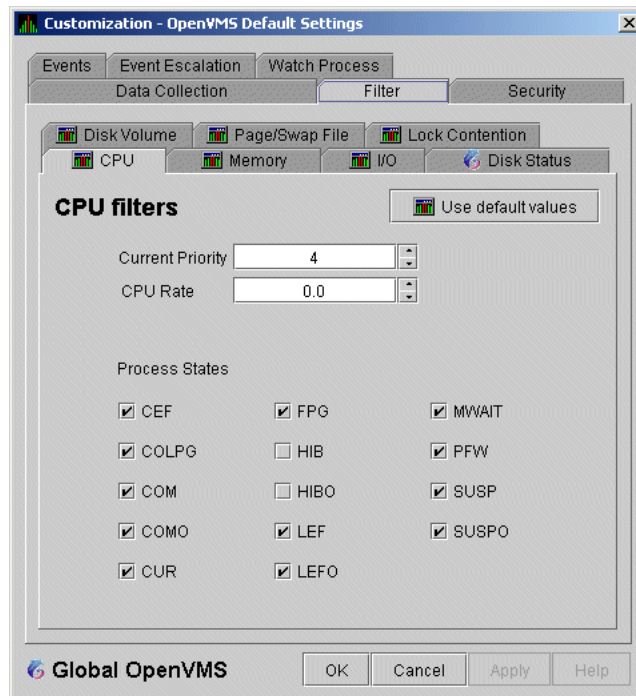 Customization - OpenVMS Default Settings
Events Event Escalation Watch Process
Data Collection Filter Security
Disk Volume Page/Swap File Lock Contention
CPU Memory I/O Disk Status
CPU filters Use default values
Current Priority 4
CPU Rate 0.0
Process States
CEF FPG MWAIT
COLPG HIB PFW
COM HIBO SUSP
COMO LEF SUSPO
CUR LEFO
Global OpenVMS OK Cancel Apply Help